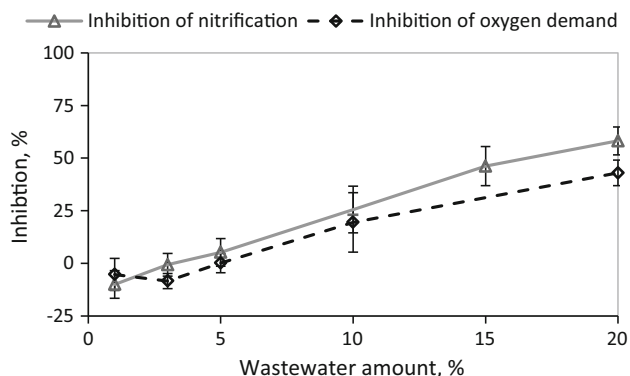 Inhibition of nitrification
Inhibition of oxygen demand
100
75
50
25
0
-25
Inhibtion, %
0 5 10 15 20
Wastewater amount, %